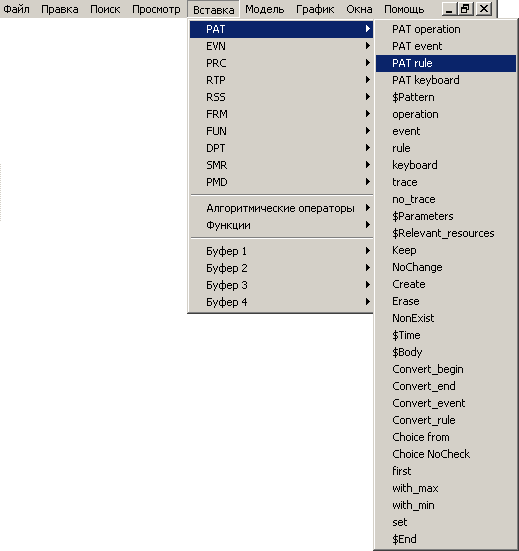 Файл Правка Поиск Просмотр Вставка Модель График Окна Помощь
PAT
EVN
PRC
RTP
RSS
FRM
FUN
DPT
SMR
PMD
Алгоритмические операторы
Функции
Буфер 1
Буфер 2
Буфер 3
Буфер 4
PAT operation
PAT event
PAT rule
PAT keyboard
$Pattern
operation
event
rule
keyboard
trace
no_trace
$Parameters
$Relevant_resources
Keep
NoChange
Create
Erase
NonExist
$Time
$Body
Convert_begin
Convert_end
Convert_event
Convert_rule
Choice from
Choice NoCheck
first
with_max
with_min
set
$End